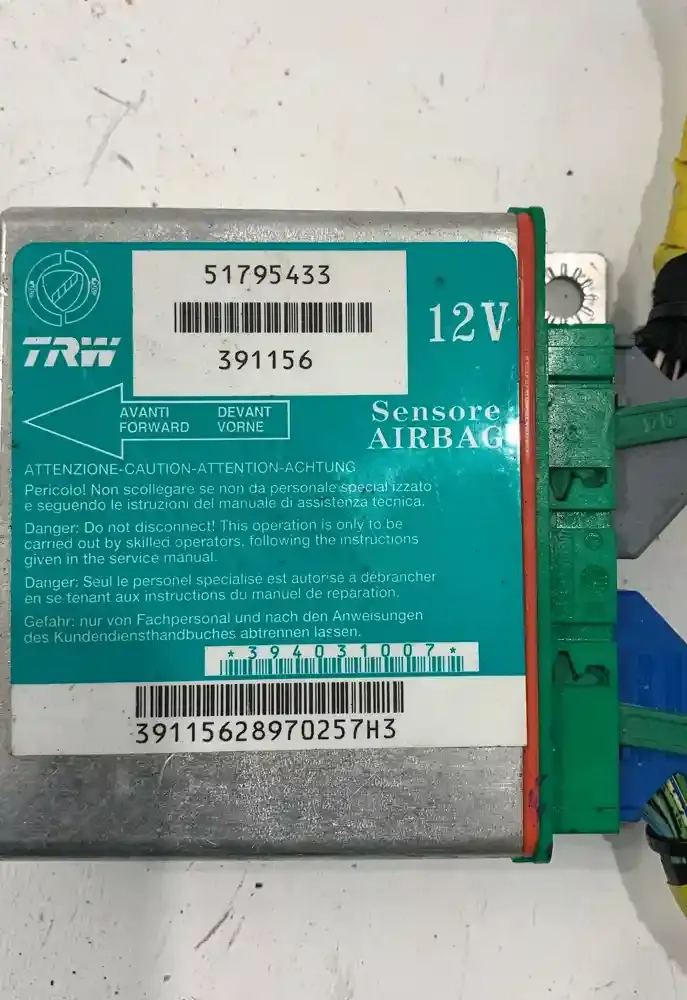 51795433
391156
12V
TRW
AVANTI DEVANT
FORWARD VORNE
Sensore
AIRBAG
ATTENZIONE-CAUTION-ATTENTION-ACHTUNG
Pericolo! Non scollegare se non da personale specializzato
e seguendo le istruzioni del manuale di assistenza tecnica.
Danger: Do not disconnect! This operation is only to be
carried out by skilled operators, following the instructions
given in the service manual.
Danger: Seul le personel specialisé est autorisé à debrancher
en se tenant aux instructions du manuel de reparation.
Gefahr: nur von Fachpersonal und nach den Anweisungen
des Kundendiensthandbuches abtrennen lassen.
*394031007*
39115628970257H3